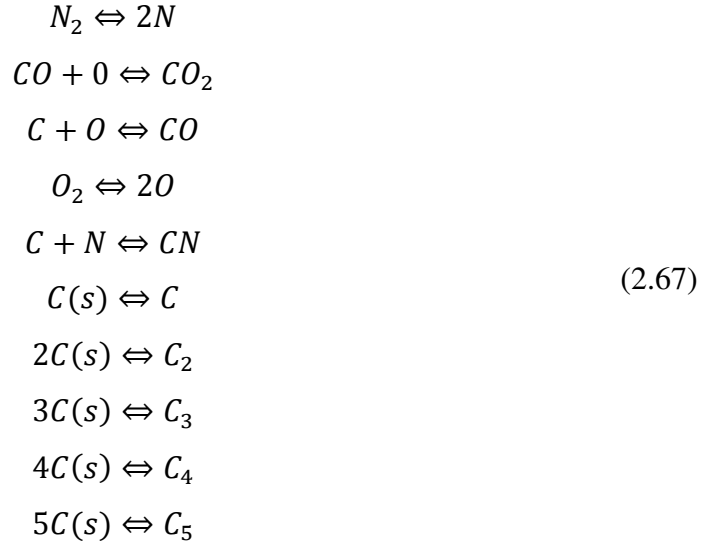 N₂ ⇔ 2N
CO + 0 ⇔ CO₂
C + O ⇔ CO
O₂ ⇔ 2O
C + N ⇔ CN
C(s) ⇔ C
(2.67)
2C(s) ⇔ C₂
3C(s) ⇔ C₃
4C(s) ⇔ C₄
5C(s) ⇔ C₅